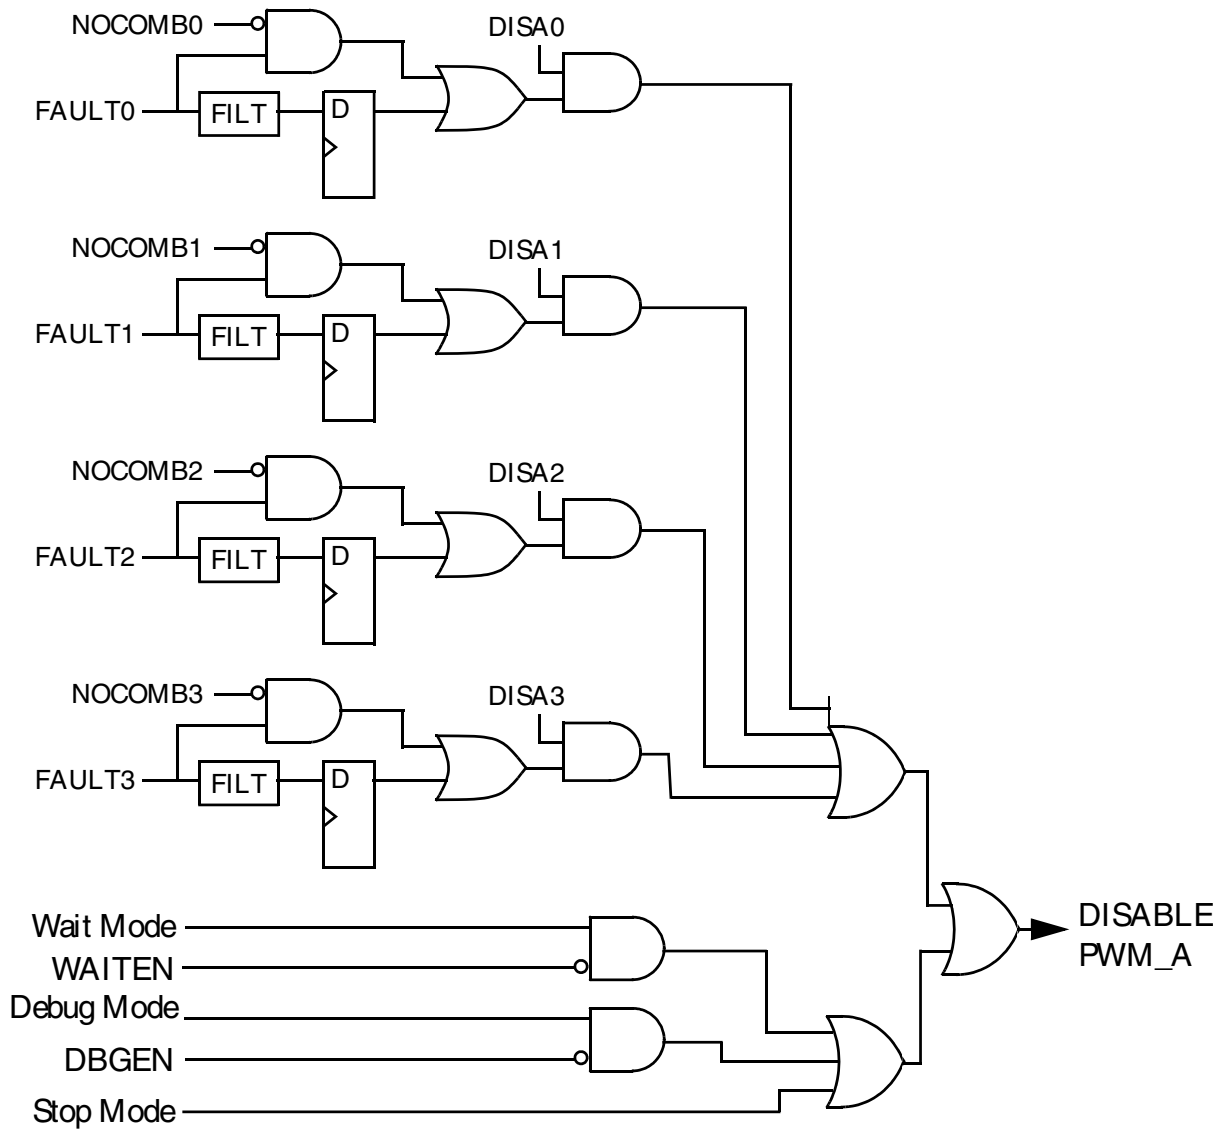 NOCOMB0
DISA0
FAULT0
FILT
D
NOCOMB1
DISA1
FAULT1
FILT
D
NOCOMB2
DISA2
FAULT2
FILT
D
NOCOMB3
DISA3
FAULT3
FILT
D
Wait Mode
WAITEN
Debug Mode
DBGEN
Stop Mode
DISABLE
PWM_A